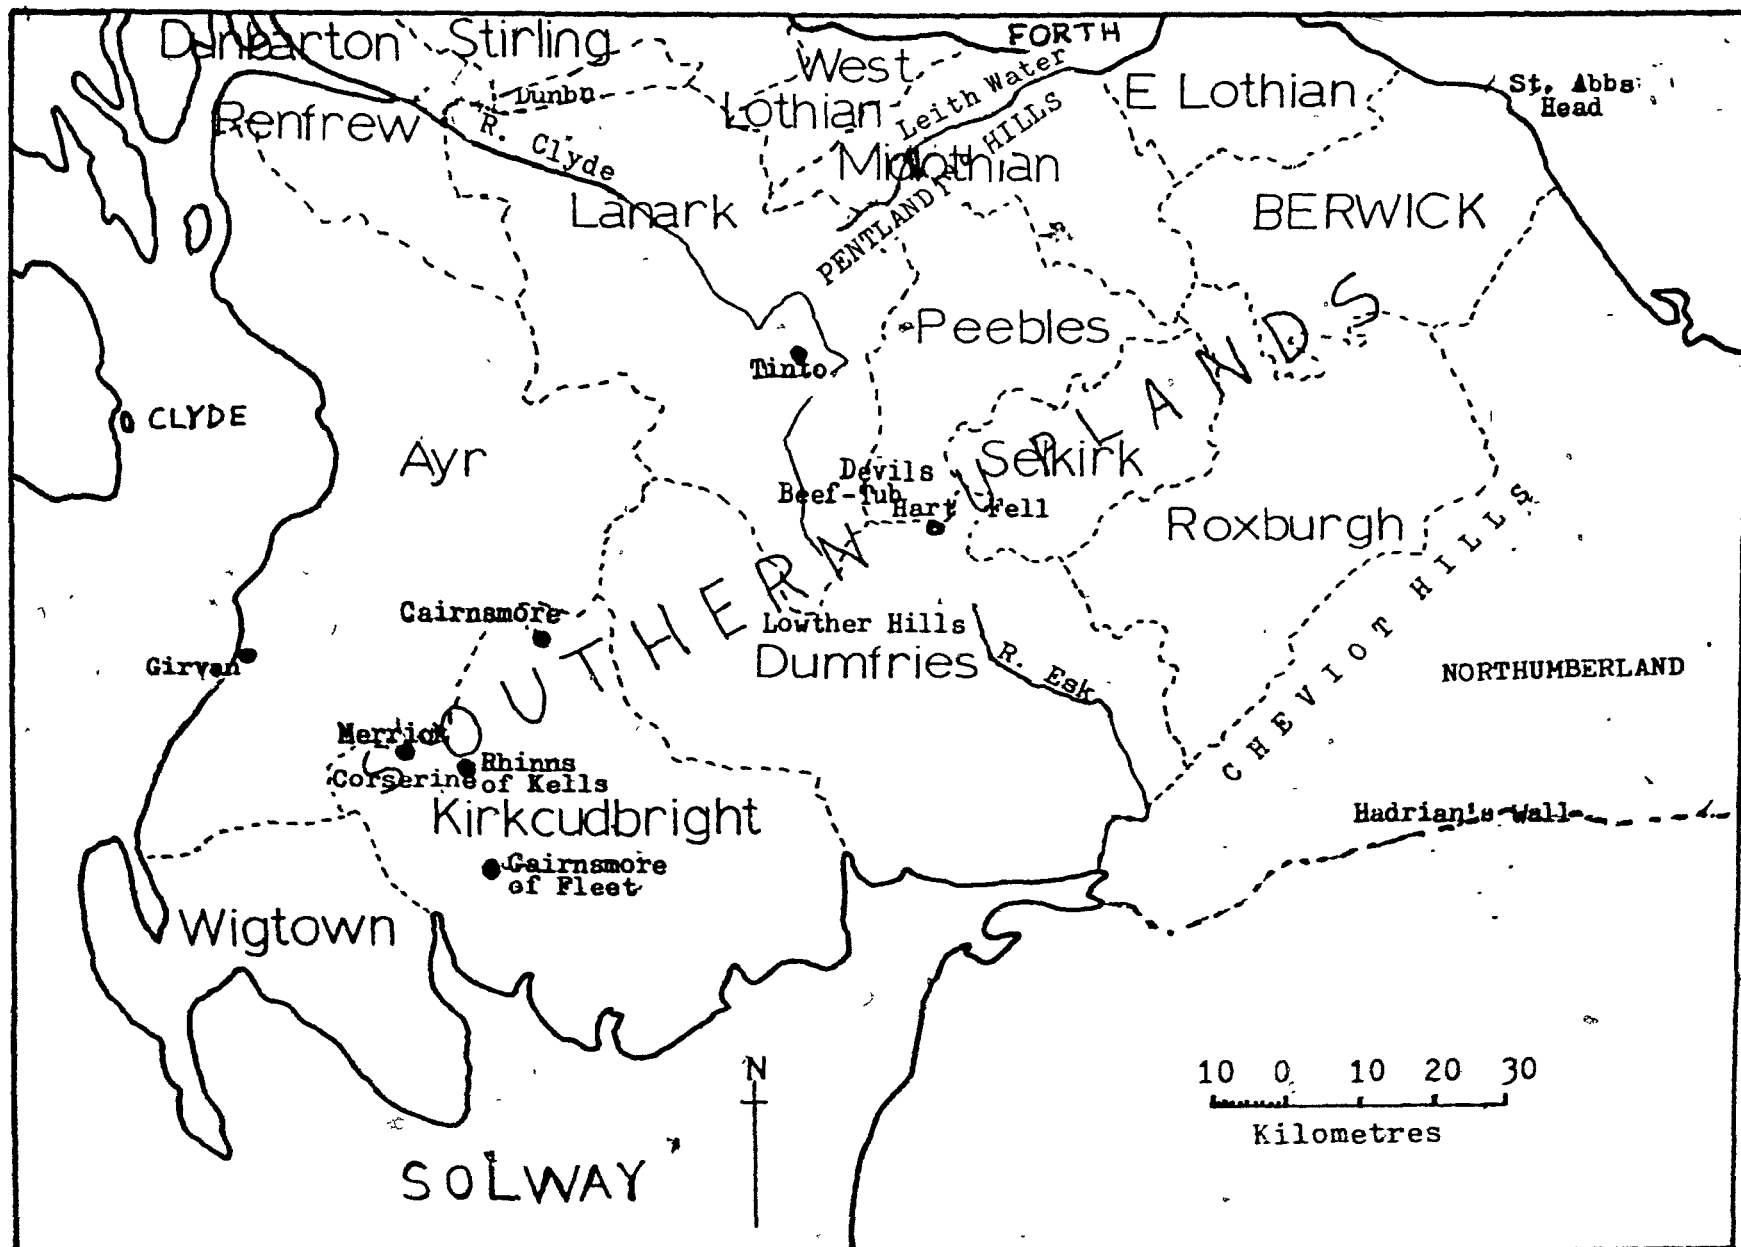 Dunbarton
Stirling
FORTH
West
Lothian
Leith Water
E Lothian
St. Abbs
Head
Renfrew
R. Clyde
Midlothian
PENTLAND HILLS
Lanark
BERWICK
Peebles
Tinto
CLYDE
Ayr
Selkirk
Devils
Beef-Tub
Hart Fell
Roxburgh
SOUTHERN UPLANDS
CHEVIOT HILLS
Cairnsmore
Lowther Hills
Girvan
Dumfries
R. Esk
NORTHUMBERLAND
Merrick
Rhinns
of Kells
Corserine
Kirkcudbright
Hadrian's Wall
Cairnsmore
of Fleet
Wigtown
N
10 0 10 20 30
Kilometres
SOLWAY